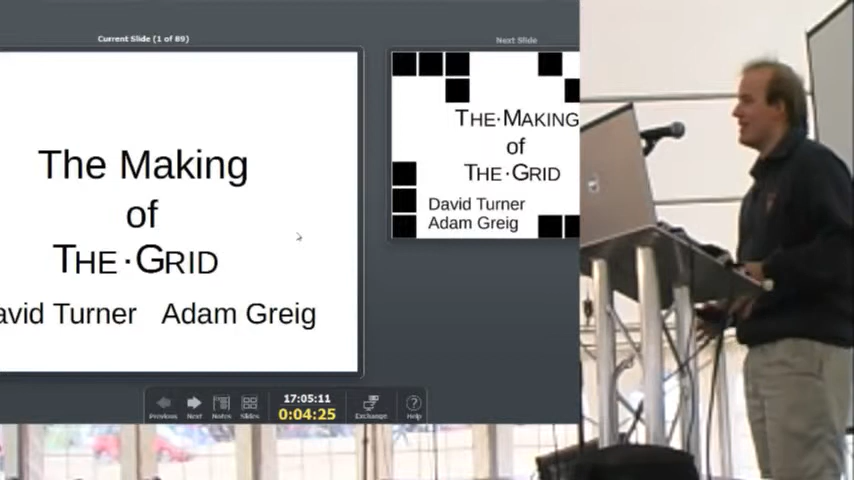 Current Slide (1 of 89)
The Making
of
THE·GRID
avid Turner Adam Greig
Next Slide
THE·MAKING
of
THE·GRID
David Turner
Adam Greig
Previous
Next
Notes
Slides
17:05:11
0:04:25
Exchange
Help